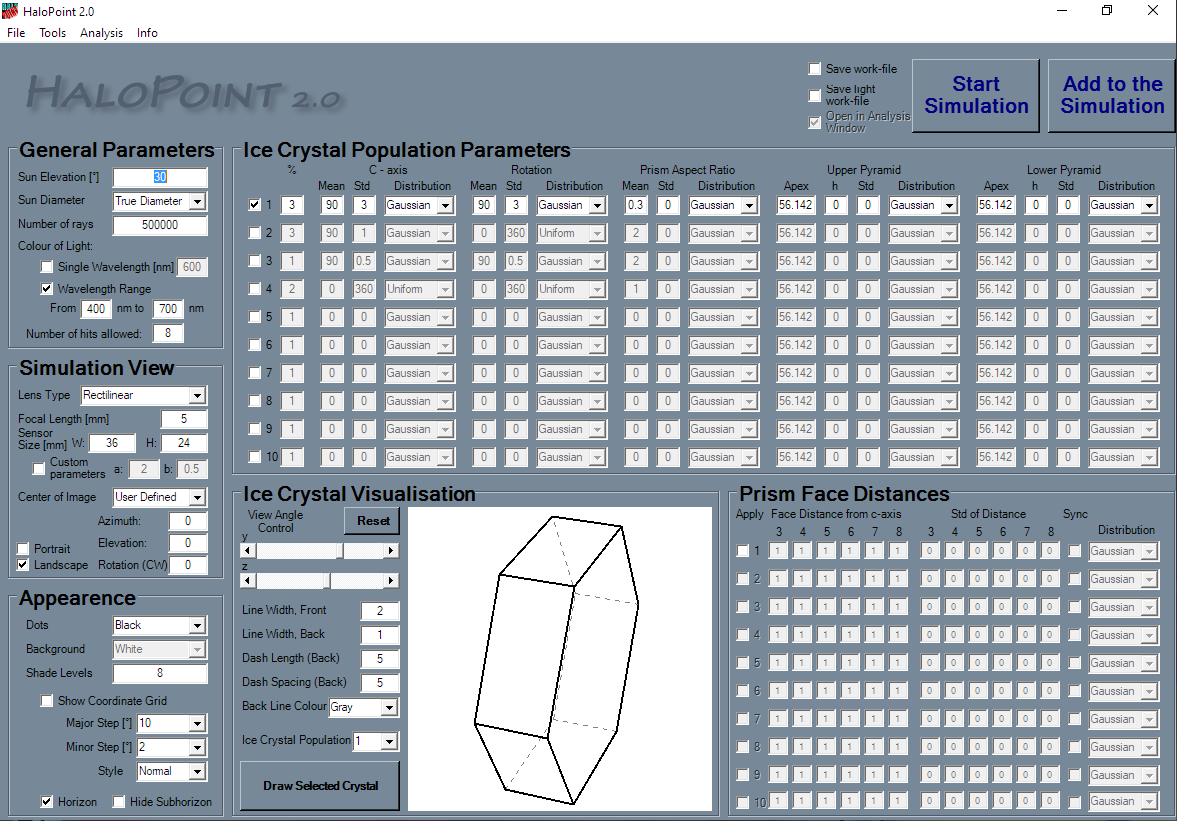 HaloPoint 2.0
File Tools Analysis Info
HALOPOINT 2.0
Save work-file
Save light work-file
Open in Analysis Window
Start Simulation
Add to the Simulation
General Parameters
Sun Elevation [°] 30
Sun Diameter True Diameter
Number of rays 500000
Colour of Light:
Single Wavelength [nm] 600
Wavelength Range
From 400 nm to 700 nm
Number of hits allowed: 8
Simulation View
Lens Type Rectilinear
Focal Length [mm] 5
Sensor Size [mm] W: 36 H: 24
Custom parameters a: 2 b: 0.5
Center of Image User Defined
Azimuth: 0
Portrait Elevation: 0
Landscape Rotation (CW) 0
Appearence
Dots Black
Background White
Shade Levels 8
Show Coordinate Grid
Major Step [°] 10
Minor Step [°] 2
Style Normal
Horizon Hide Subhorizon
Ice Crystal Population Parameters
% C - axis Rotation Prism Aspect Ratio Upper Pyramid Lower Pyramid
Mean Std Distribution Mean Std Distribution Mean Std Distribution Apex h Std Distribution Apex h Std Distribution
1 3 90 3 Gaussian 90 3 Gaussian 0.3 0 Gaussian 56.142 0 0 Gaussian 56.142 0 0 Gaussian
2 3 90 1 Gaussian 0 360 Uniform 2 0 Gaussian 56.142 0 0 Gaussian 56.142 0 0 Gaussian
3 1 90 0.5 Gaussian 90 0.5 Gaussian 2 0 Gaussian 56.142 0 0 Gaussian 56.142 0 0 Gaussian
4 2 0 360 Uniform 0 360 Uniform 1 0 Gaussian 56.142 0 0 Gaussian 56.142 0 0 Gaussian
5 1 0 0 Gaussian 0 0 Gaussian 0 0 Gaussian 56.142 0 0 Gaussian 56.142 0 0 Gaussian
6 1 0 0 Gaussian 0 0 Gaussian 0 0 Gaussian 56.142 0 0 Gaussian 56.142 0 0 Gaussian
7 1 0 0 Gaussian 0 0 Gaussian 0 0 Gaussian 56.142 0 0 Gaussian 56.142 0 0 Gaussian
8 1 0 0 Gaussian 0 0 Gaussian 0 0 Gaussian 56.142 0 0 Gaussian 56.142 0 0 Gaussian
9 1 0 0 Gaussian 0 0 Gaussian 0 0 Gaussian 56.142 0 0 Gaussian 56.142 0 0 Gaussian
10 1 0 0 Gaussian 0 0 Gaussian 0 0 Gaussian 56.142 0 0 Gaussian 56.142 0 0 Gaussian
Ice Crystal Visualisation
View Angle Control Reset
y
z
Line Width, Front 2
Line Width, Back 1
Dash Length (Back) 5
Dash Spacing (Back) 5
Back Line Colour Gray
Ice Crystal Population 1
Draw Selected Crystal
Prism Face Distances
Apply Face Distance from c-axis Std of Distance Sync
3 4 5 6 7 8 3 4 5 6 7 8 Distribution
1 1 1 1 1 1 1 0 0 0 0 0 0 Gaussian
2 1 1 1 1 1 1 0 0 0 0 0 0 Gaussian
3 1 1 1 1 1 1 0 0 0 0 0 0 Gaussian
4 1 1 1 1 1 1 0 0 0 0 0 0 Gaussian
5 1 1 1 1 1 1 0 0 0 0 0 0 Gaussian
6 1 1 1 1 1 1 0 0 0 0 0 0 Gaussian
7 1 1 1 1 1 1 0 0 0 0 0 0 Gaussian
8 1 1 1 1 1 1 0 0 0 0 0 0 Gaussian
9 1 1 1 1 1 1 0 0 0 0 0 0 Gaussian
10 1 1 1 1 1 1 0 0 0 0 0 0 Gaussian